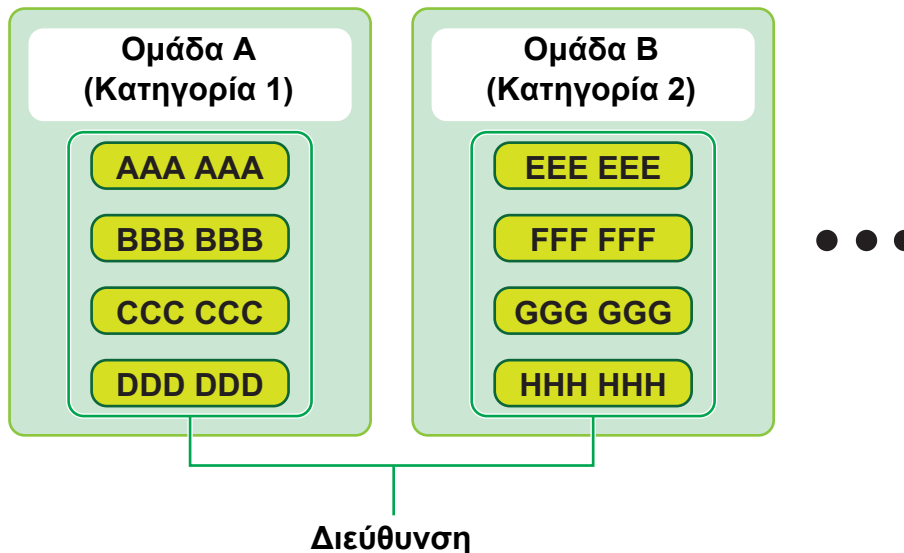 Ομάδα Α
(Κατηγορία 1)
AAA AAA
BBB BBB
CCC CCC
DDD DDD
Ομάδα Β
(Κατηγορία 2)
EEE EEE
FFF FFF
GGG GGG
HHH HHH
Διεύθυνση